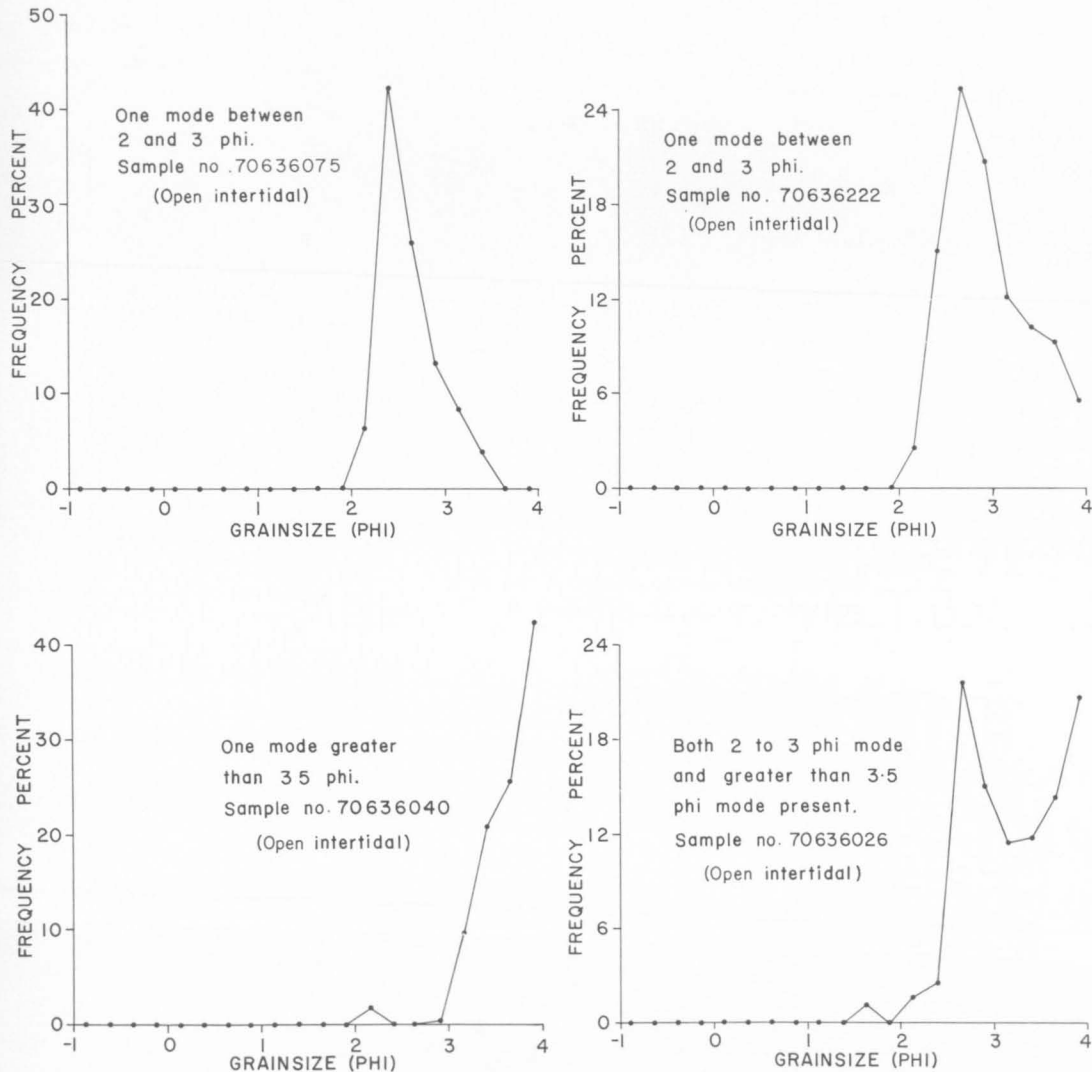 50
40
30
20
10
0
FREQUENCY PERCENT
One mode between
2 and 3 phi.
Sample no .70636075
(Open intertidal)
-1 0 1 2 3 4
GRAINSIZE (PHI)
24
18
12
6
0
FREQUENCY PERCENT
One mode between
2 and 3 phi.
Sample no. 70636222
(Open intertidal)
-1 0 1 2 3 4
GRAINSIZE (PHI)
40
30
20
10
0
FREQUENCY PERCENT
One mode greater
than 3 5 phi.
Sample no. 70636040
(Open intertidal)
-1 0 1 2 3 4
GRAINSIZE (PHI)
24
18
12
6
0
FREQUENCY PERCENT
Both 2 to 3 phi mode
and greater than 3·5
phi mode present.
Sample no. 70636026
(Open intertidal)
-1 0 1 2 3 4
GRAINSIZE (PHI)